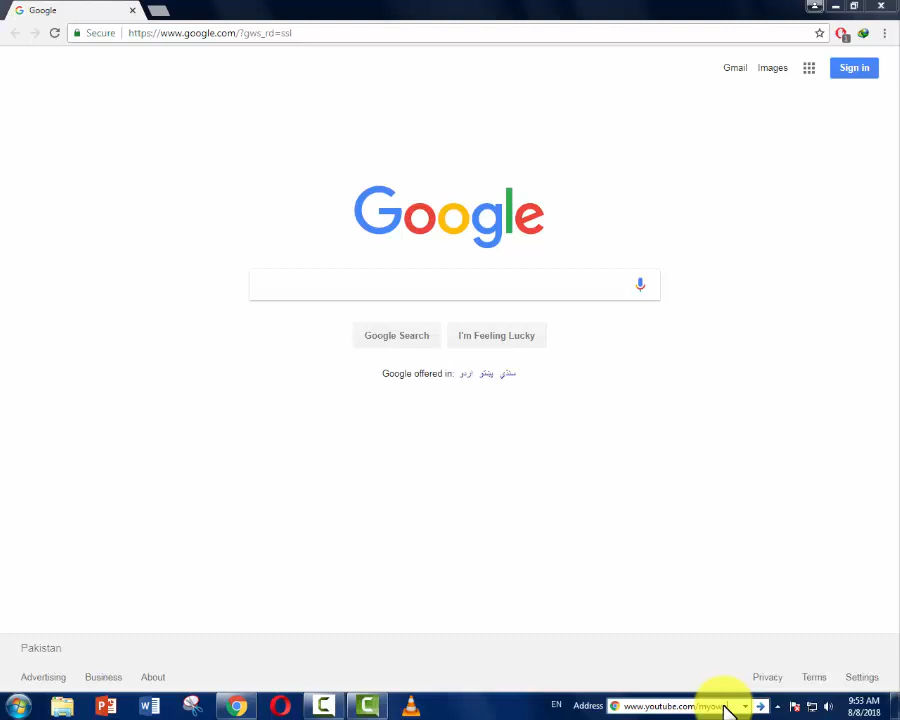 Google
Secure
https://www.google.com/?gws_rd=ssl
1
Gmail Images Sign in
Google
Google Search I'm Feeling Lucky
Google offered in: اردو پښتو سنڌي
Pakistan
Advertising Business About Privacy Terms Settings
EN Address www.youtube.com/myow 9:53 AM
8/8/2018